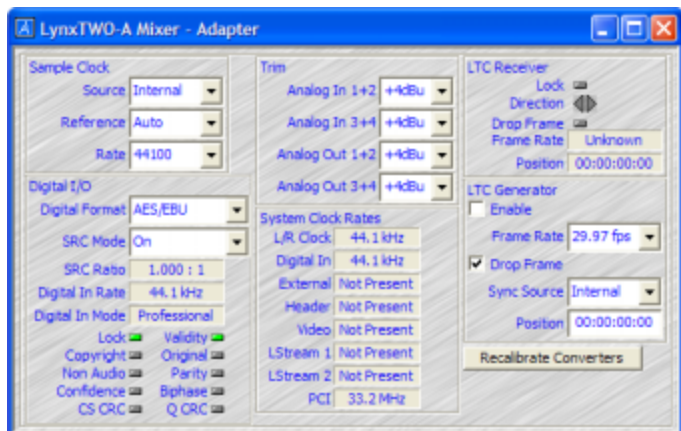 LynxTWO-A Mixer - Adapter
Sample Clock
Source Internal
Reference Auto
Rate 44100
Digital I/O
Digital Format AES/EBU
SRC Mode On
SRC Ratio 1.000 : 1
Digital In Rate 44.1 kHz
Digital In Mode Professional
Lock Validity
Copyright Original
Non Audio Parity
Confidence Biphase
CS CRC Q CRC
Trim
Analog In 1+2 +4dBu
Analog In 3+4 +4dBu
Analog Out 1+2 +4dBu
Analog Out 3+4 +4dBu
System Clock Rates
L/R Clock 44.1 kHz
Digital In 44.1 kHz
External Not Present
Header Not Present
Video Not Present
LStream 1 Not Present
LStream 2 Not Present
PCI 33.2 MHz
LTC Receiver
Lock
Direction
Drop Frame
Frame Rate Unknown
Position 00:00:00:00
LTC Generator
Enable
Frame Rate 29.97 fps
Drop Frame
Sync Source Internal
Position 00:00:00:00
Recalibrate Converters